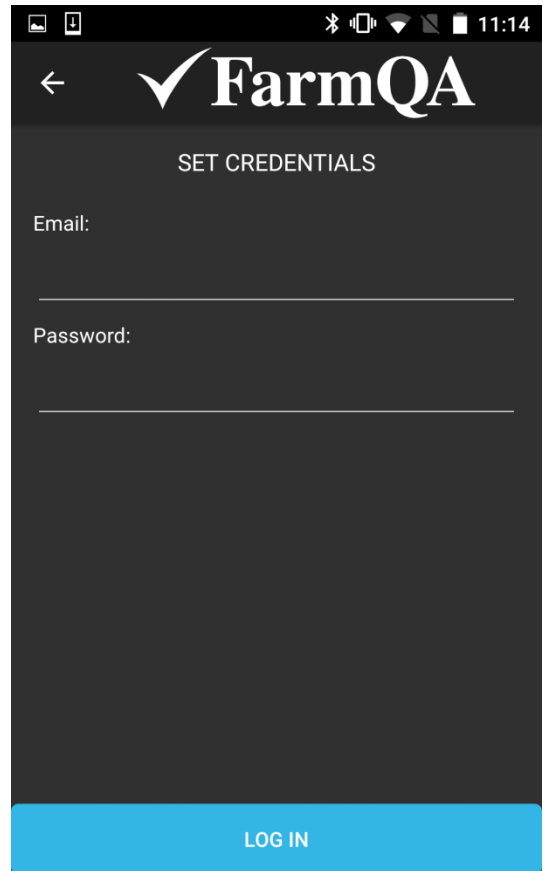 11:14
FarmQA
SET CREDENTIALS
Email:
Password:
LOG IN